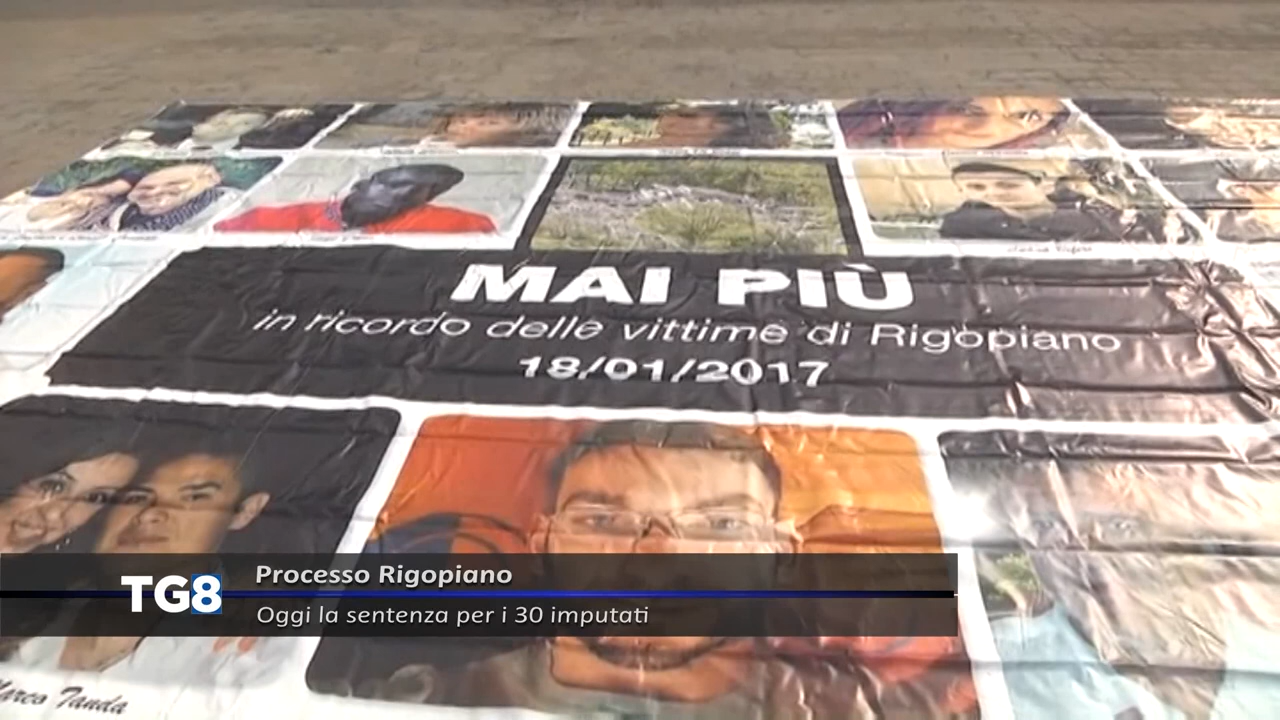 MAI PIÙ
in ricordo delle vittime di Rigopiano
18/01/2017
TG8
Processo Rigopiano
Oggi la sentenza per i 30 imputati
Marco Tanda